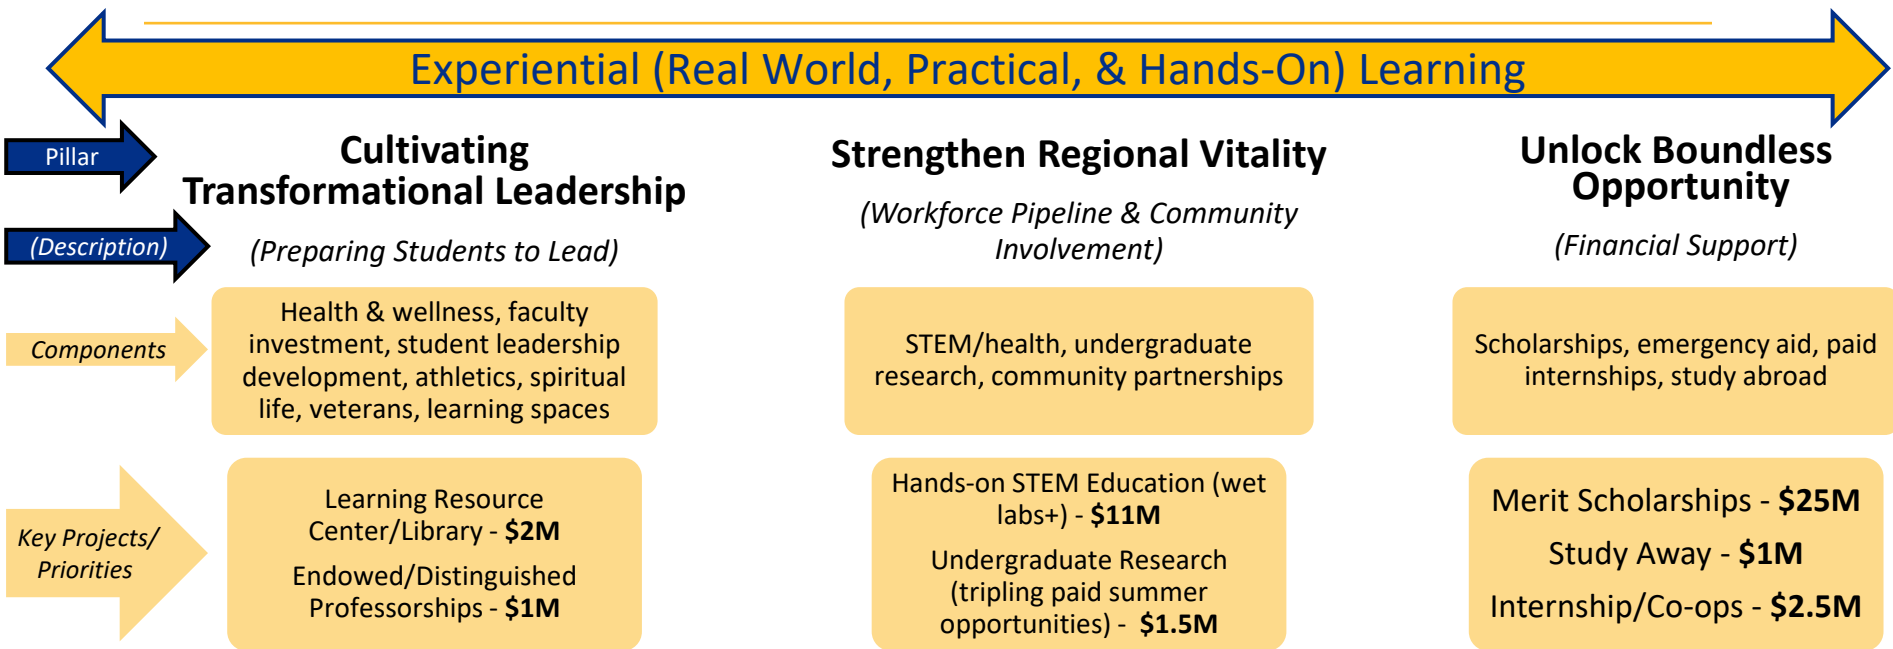 Experiential (Real World, Practical, & Hands-On) Learning
Pillar
Cultivating
Transformational Leadership
Strengthen Regional Vitality
Unlock Boundless
Opportunity
(Description)
(Preparing Students to Lead)
(Workforce Pipeline & Community
Involvement)
(Financial Support)
Components
Health & wellness, faculty
investment, student leadership
development, athletics, spiritual
life, veterans, learning spaces
STEM/health, undergraduate
research, community partnerships
Scholarships, emergency aid, paid
internships, study abroad
Key Projects/
Priorities
Learning Resource
Center/Library - $2M
Endowed/Distinguished
Professorships - $1M
Hands-on STEM Education (wet
labs+) - $11M
Undergraduate Research
(tripling paid summer
opportunities) - $1.5M
Merit Scholarships - $25M
Study Away - $1M
Internship/Co-ops - $2.5M